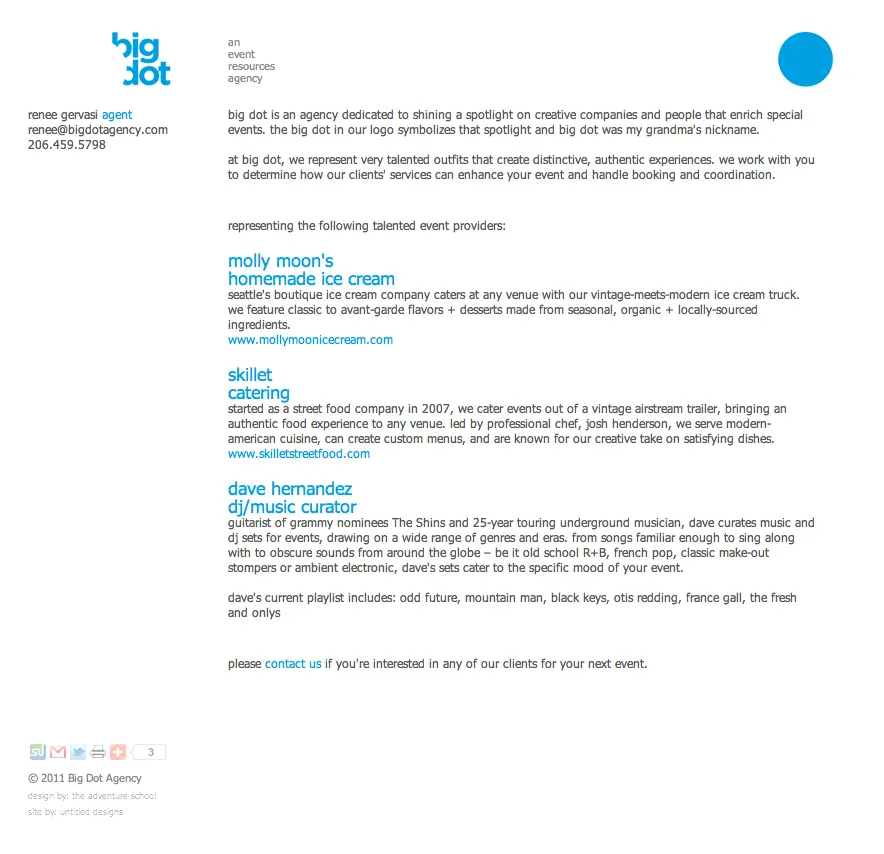 big
dot
an
event
resources
agency
renee gervasi agent
renee@bigdotagency.com
206.459.5798
big dot is an agency dedicated to shining a spotlight on creative companies and people that enrich special
events. the big dot in our logo symbolizes that spotlight and big dot was my grandma's nickname.
at big dot, we represent very talented outfits that create distinctive, authentic experiences. we work with you
to determine how our clients' services can enhance your event and handle booking and coordination.
representing the following talented event providers:
molly moon's
homemade ice cream
seattle's boutique ice cream company caters at any venue with our vintage-meets-modern ice cream truck.
we feature classic to avant-garde flavors + desserts made from seasonal, organic + locally-sourced
ingredients.
www.mollymoonicecream.com
skillet
catering
started as a street food company in 2007, we cater events out of a vintage airstream trailer, bringing an
authentic food experience to any venue. led by professional chef, josh henderson, we serve modern-
american cuisine, can create custom menus, and are known for our creative take on satisfying dishes.
www.skilletstreetfood.com
dave hernandez
dj/music curator
guitarist of grammy nominees The Shins and 25-year touring underground musician, dave curates music and
dj sets for events, drawing on a wide range of genres and eras. from songs familiar enough to sing along
with to obscure sounds from around the globe – be it old school R+B, french pop, classic make-out
stompers or ambient electronic, dave's sets cater to the specific mood of your event.
dave's current playlist includes: odd future, mountain man, black keys, otis redding, france gall, the fresh
and onlys
please contact us if you're interested in any of our clients for your next event.
3
© 2011 Big Dot Agency
design by: the adventure school
site by: untitled designs